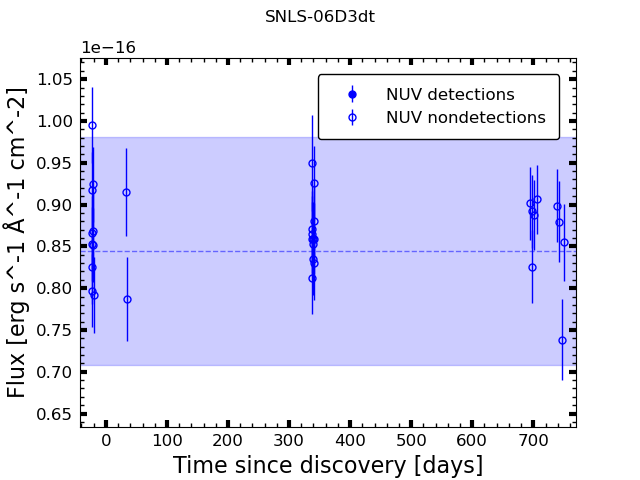 SNLS-06D3dt
1e−16
NUV detections
NUV nondetections
1.05
1.00
0.95
0.90
0.85
0.80
0.75
0.70
0.65
Flux [erg s^-1 Å^-1 cm^-2]
0 100 200 300 400 500 600 700
Time since discovery [days]